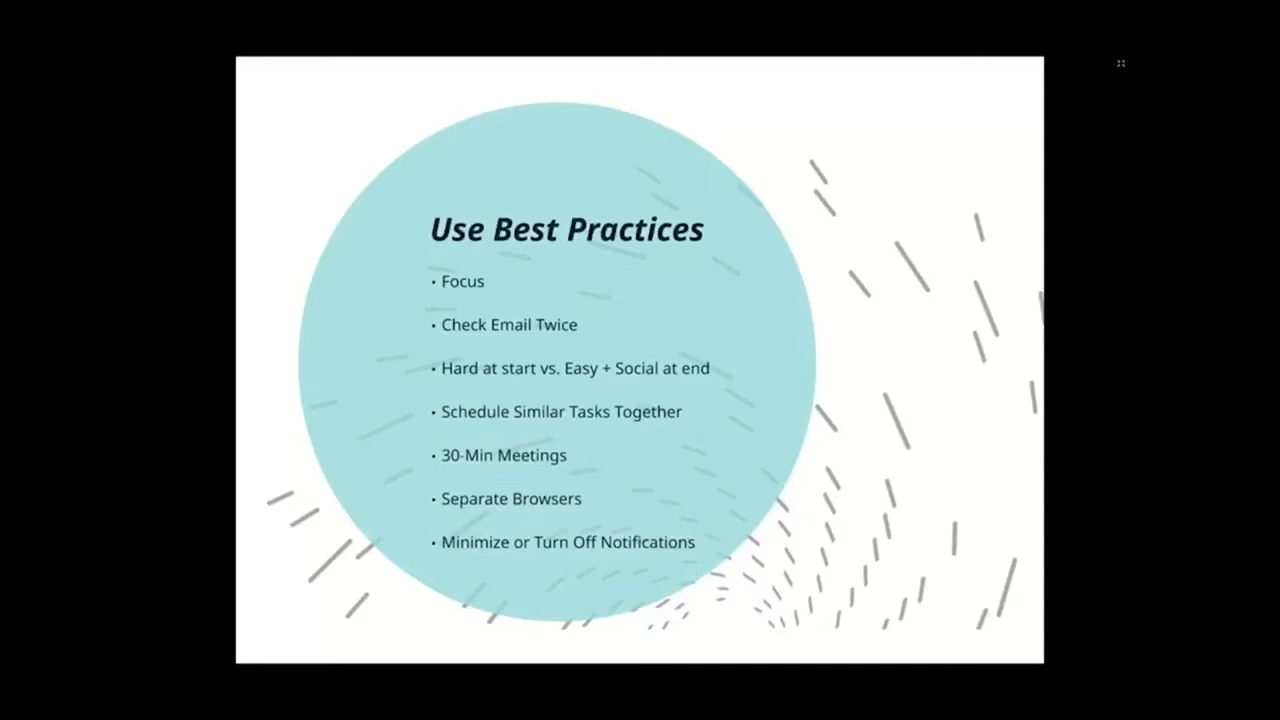 Use Best Practices
• Focus
• Check Email Twice
• Hard at start vs. Easy + Social at end
• Schedule Similar Tasks Together
• 30-Min Meetings
• Separate Browsers
• Minimize or Turn Off Notifications